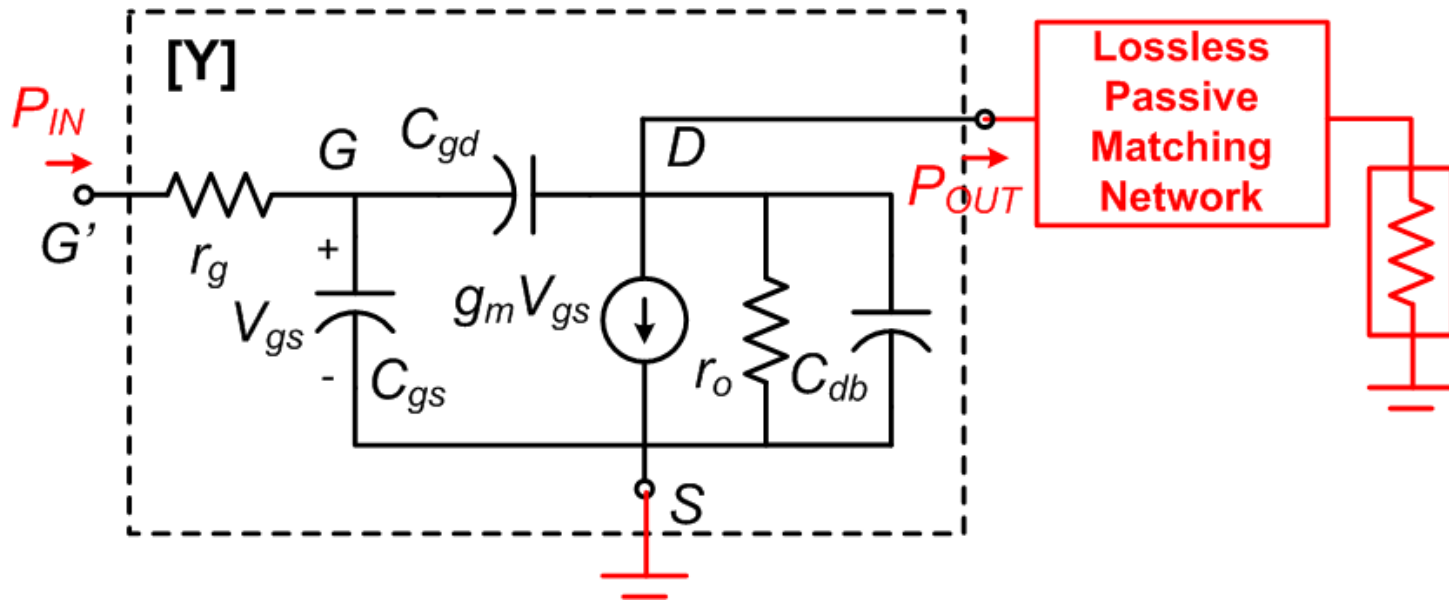 [Y]
P_IN
G'
r_g
G
C_gd
D
P_OUT
+
V_gs
-
C_gs
g_mV_gs
r_o
C_db
S
Lossless
Passive
Matching
Network